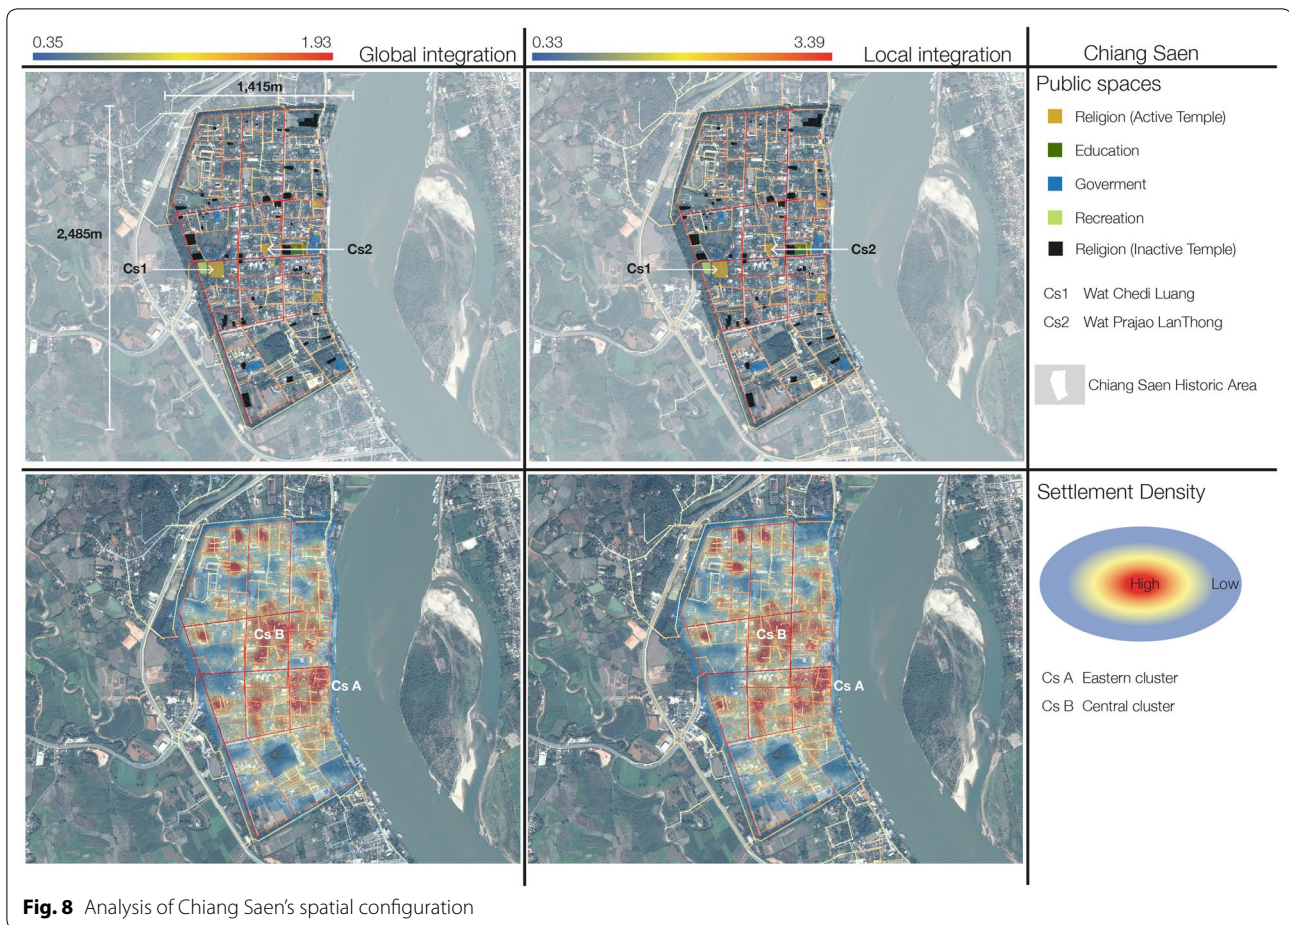 0.35
1.93
Global integration
0.33
3.39
Local integration
Chiang Saen
1,415m
2,485m
Cs1
Cs2
Cs1
Cs2
Public spaces
Religion (Active Temple)
Education
Goverment
Recreation
Religion (Inactive Temple)
Cs1 Wat Chedi Luang
Cs2 Wat Prajao LanThong
Chiang Saen Historic Area
Cs B
Cs A
Cs B
Cs A
Settlement Density
High
Low
Cs A Eastern cluster
Cs B Central cluster
Fig. 8 Analysis of Chiang Saen's spatial configuration